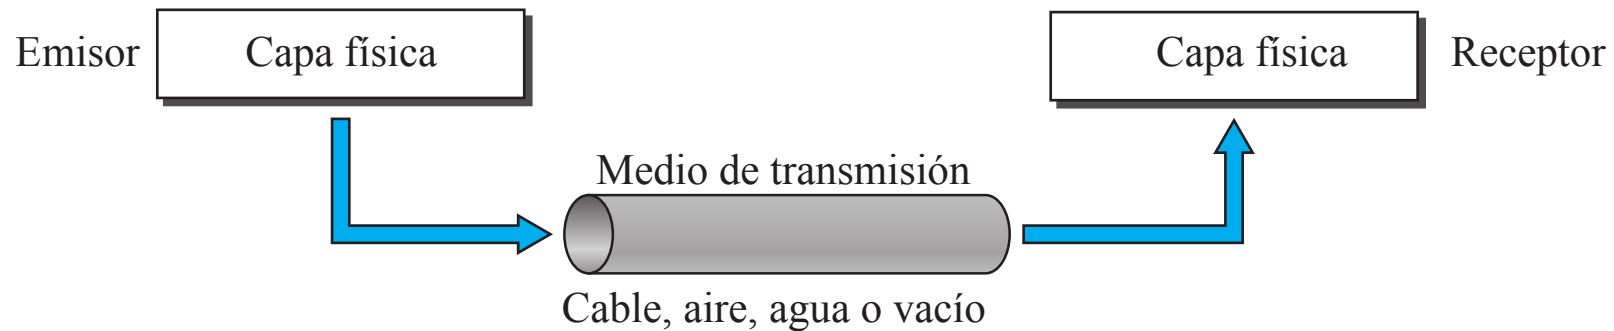 Emisor
Capa física
Capa física
Receptor
Medio de transmisión
Cable, aire, agua o vacío